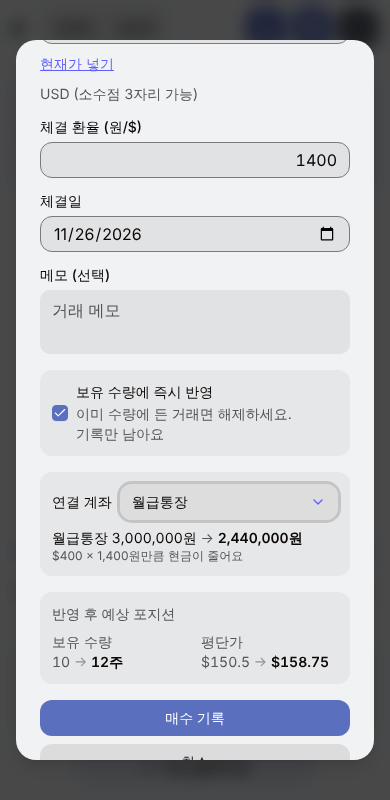 현재가 넣기
USD (소수점 3자리 가능)
체결 환율 (원/$)
1400
체결일
11/26/2026
메모 (선택)
거래 메모
보유 수량에 즉시 반영
이미 수량에 든 거래면 해제하세요.
기록만 남아요
연결 계좌 월급통장
월급통장 3,000,000원 → 2,440,000원
$400 × 1,400원만큼 현금이 줄어요
반영 후 예상 포지션
보유 수량 평단가
10 → 12주 $150.5 → $158.75
매수 기록